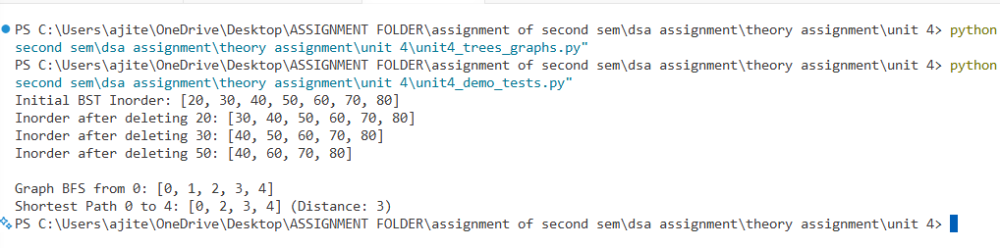 PS C:\Users\ajite\OneDrive\Desktop\ASSIGNMENT FOLDER\assignment of second sem\dsa assignment\theory assignment\unit 4> python
second sem\dsa assignment\theory assignment\unit 4\unit4_trees_graphs.py"
PS C:\Users\ajite\OneDrive\Desktop\ASSIGNMENT FOLDER\assignment of second sem\dsa assignment\theory assignment\unit 4> python
second sem\dsa assignment\theory assignment\unit 4\unit4_demo_tests.py"
Initial BST Inorder: [20, 30, 40, 50, 60, 70, 80]
Inorder after deleting 20: [30, 40, 50, 60, 70, 80]
Inorder after deleting 30: [40, 50, 60, 70, 80]
Inorder after deleting 50: [40, 60, 70, 80]
Graph BFS from 0: [0, 1, 2, 3, 4]
Shortest Path 0 to 4: [0, 2, 3, 4] (Distance: 3)
PS C:\Users\ajite\OneDrive\Desktop\ASSIGNMENT FOLDER\assignment of second sem\dsa assignment\theory assignment\unit 4>